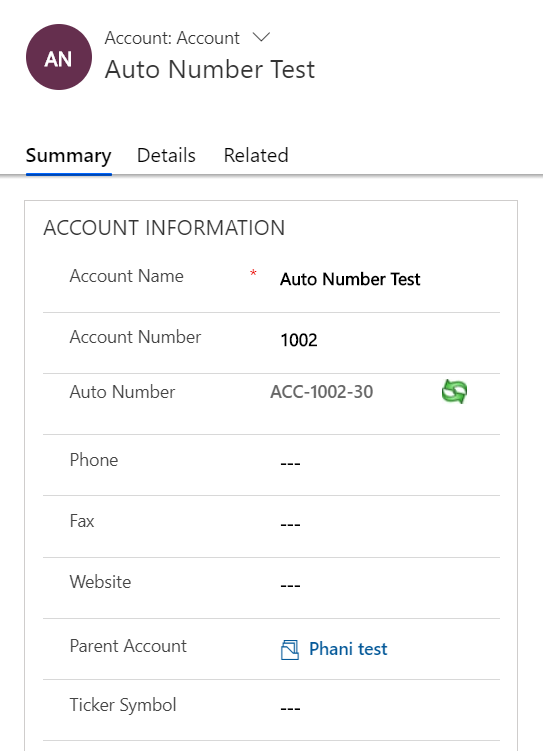 AN
Account: Account
Auto Number Test
Summary Details Related
ACCOUNT INFORMATION
Account Name * Auto Number Test
Account Number 1002
Auto Number ACC-1002-30
Phone ---
Fax ---
Website ---
Parent Account Phani test
Ticker Symbol ---